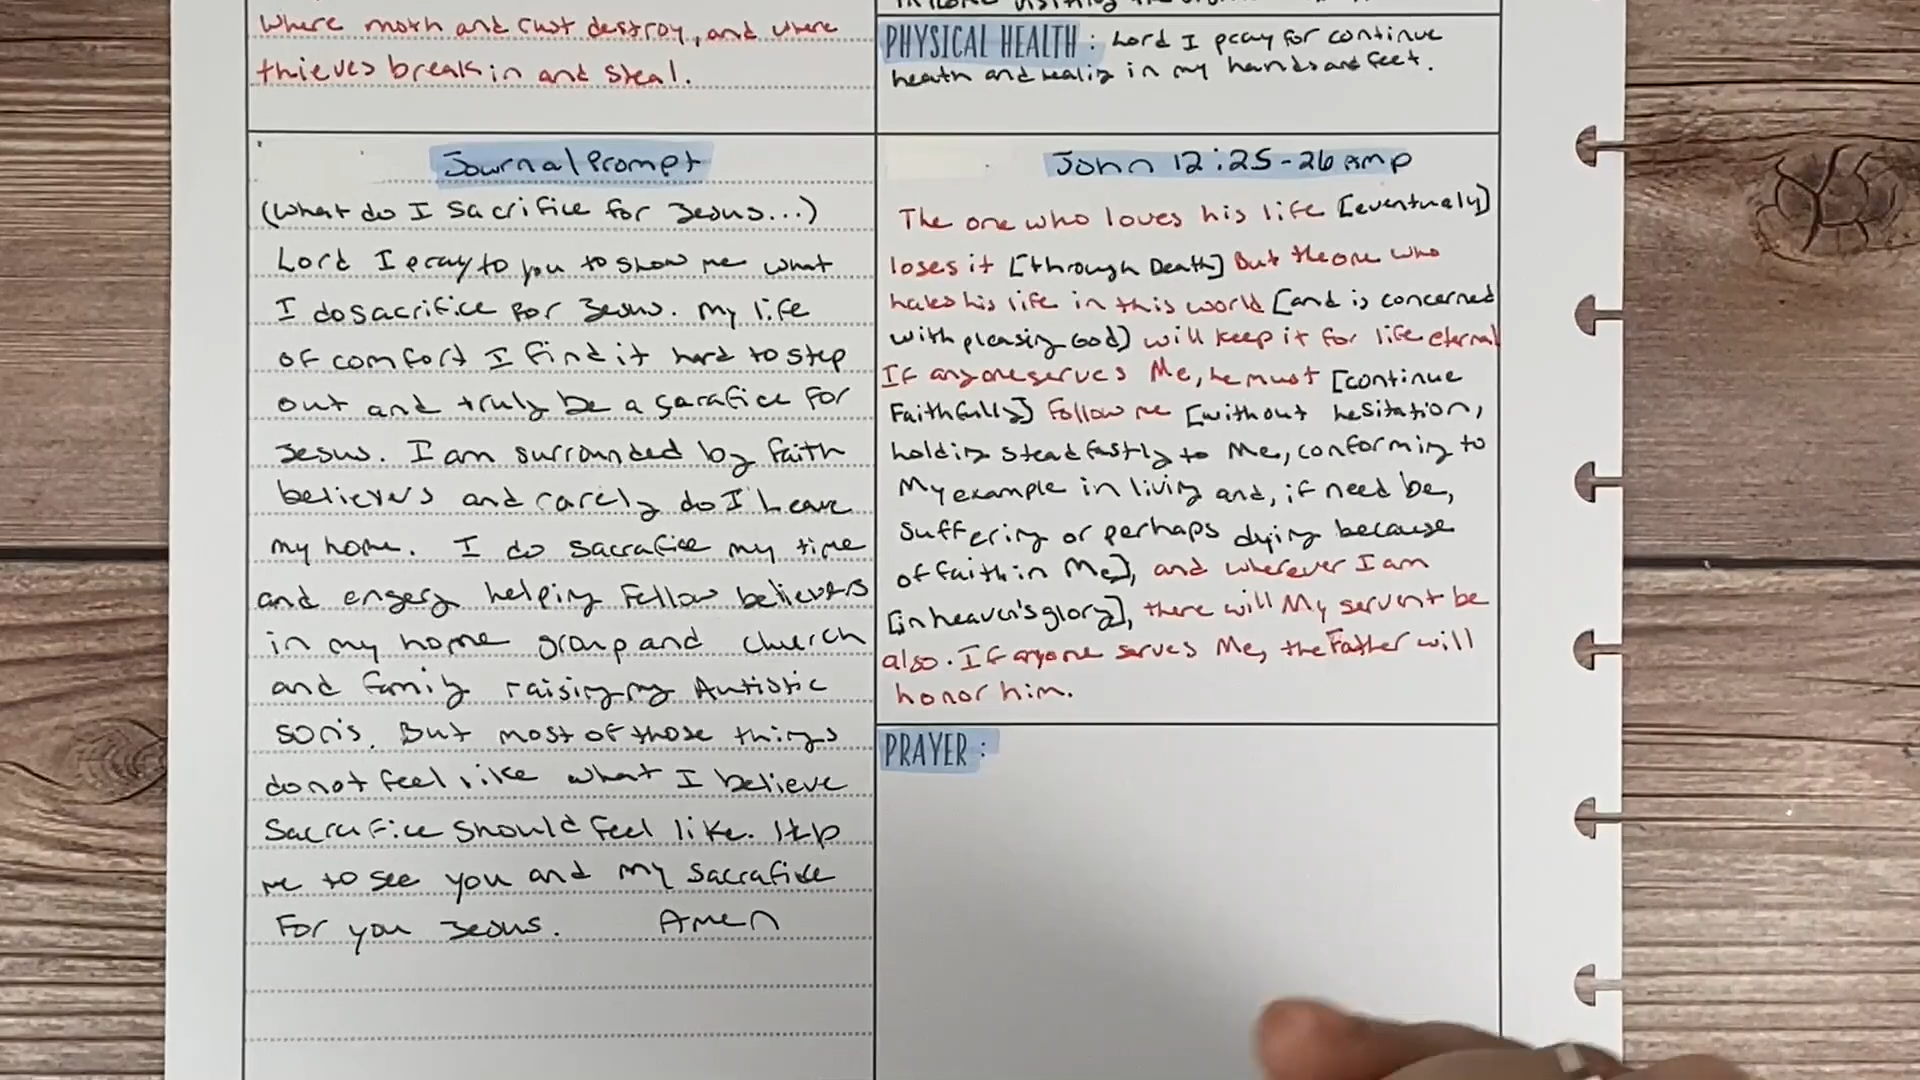 where moth and rust destroy, and where
thieves break in and steal.
Journal Prompt
(What do I sacrifice for Jesus...)
Lord I pray to you to show me what
I do sacrifice for Jesus. My life
of comfort I find it hard to step
out and truly be a sacrafice for
Jesus. I am surrounded by faith
believers and rarely do I leave
my home. I do sacrafice my time
and engery helping fellow believers
in my home group and church
and family raising my Autistic
son's. But most of those things
do not feel like what I believe
Sacrafice should feel like. Help
me to see you and my sacrafice
For you Jesus. Amen
PHYSICAL HEALTH : Lord I pray for continue
heath and healig in my hands and feet.
John 12:25-26 AMP
The one who loves his life [eventualy]
loses it [through Death] But the one who
hates his life in this world [and is concerned
with pleasing God] will keep it for life eternal
If anyone serves Me, he must [continue
Faithfully] Follow me [without hesitation,
holding steadfastly to Me, conforming to
My example in living and, if need be,
suffering or perhaps dying because
of faith in Me], and wherever I am
[in heaven's glory], there will My servent be
also. If anyone serves Me, the Father will
honor him.
PRAYER :